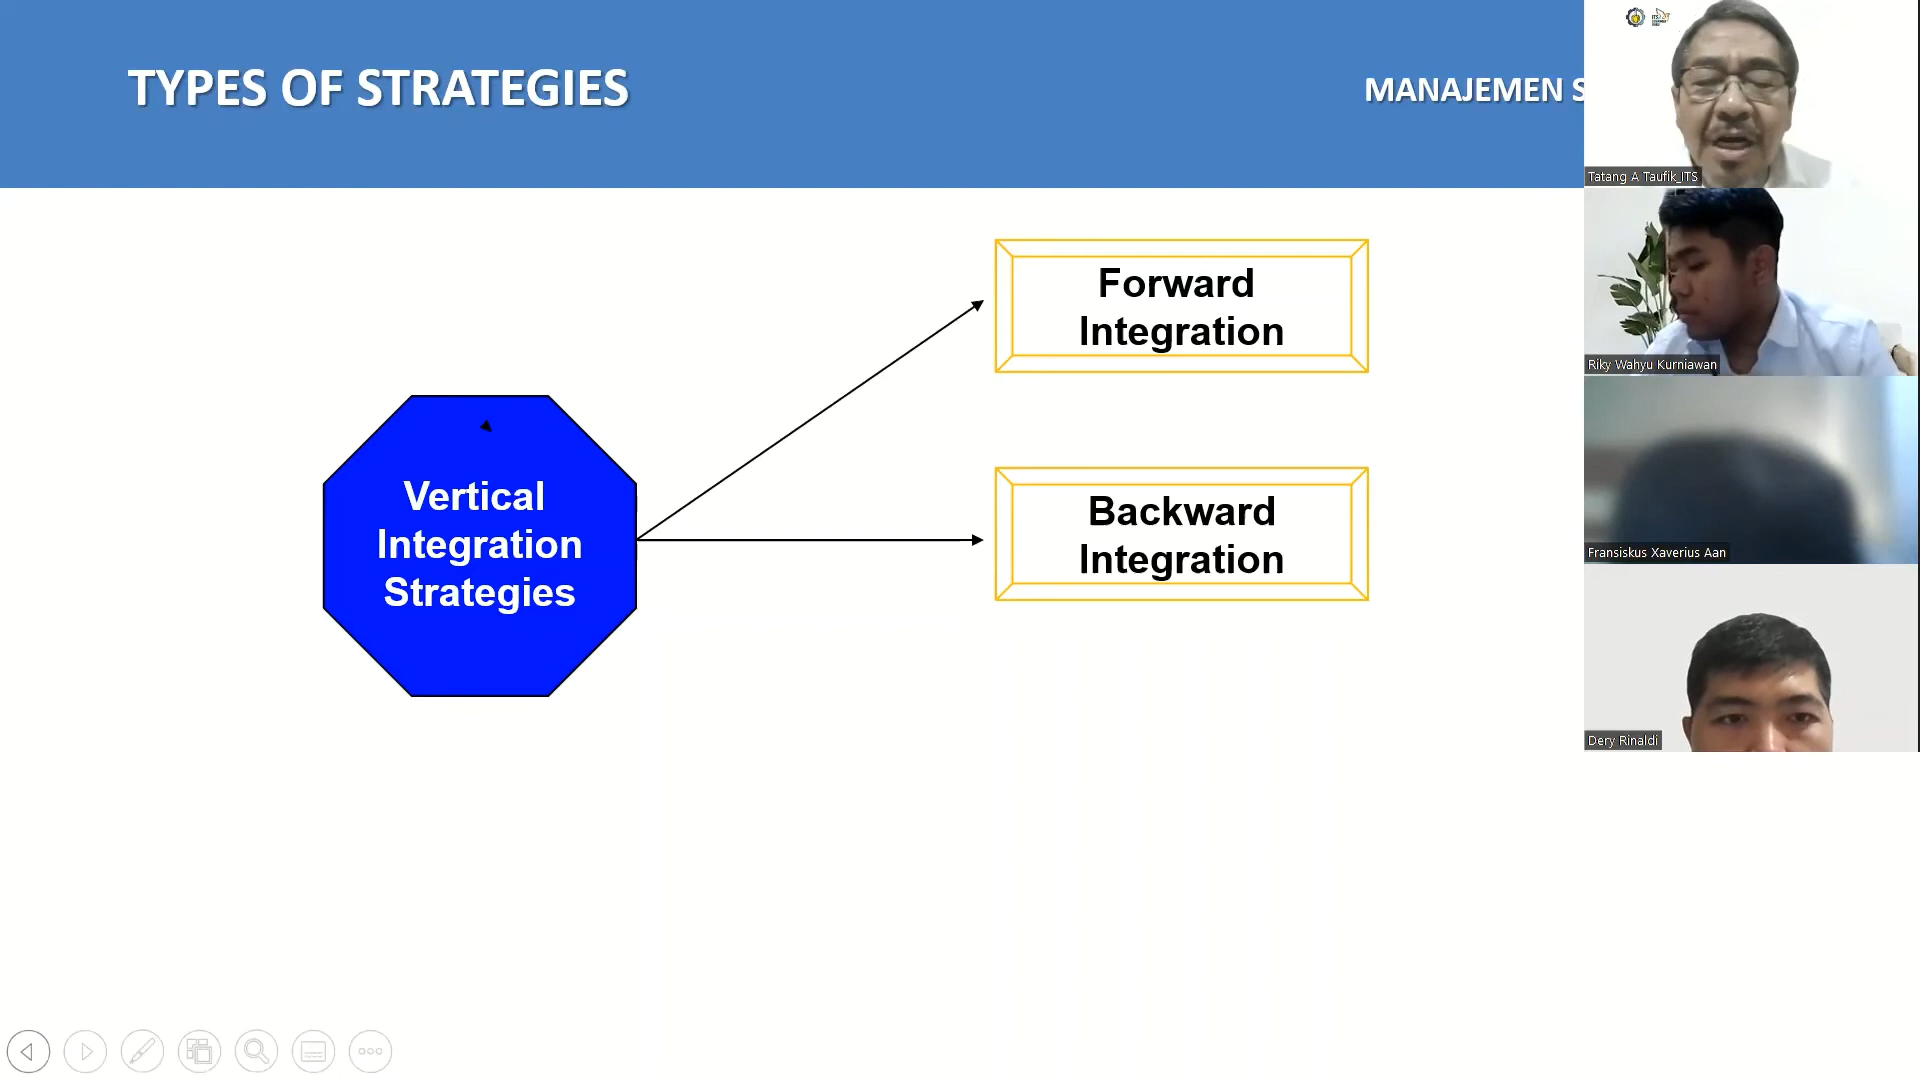 TYPES OF STRATEGIES
MANAJEMEN S
Forward
Integration
Vertical
Integration
Strategies
Backward
Integration
Tatang A Taufik_ITS
Riky Wahyu Kurniawan
Fransiskus Xaverius Aan
Dery Rinaldi